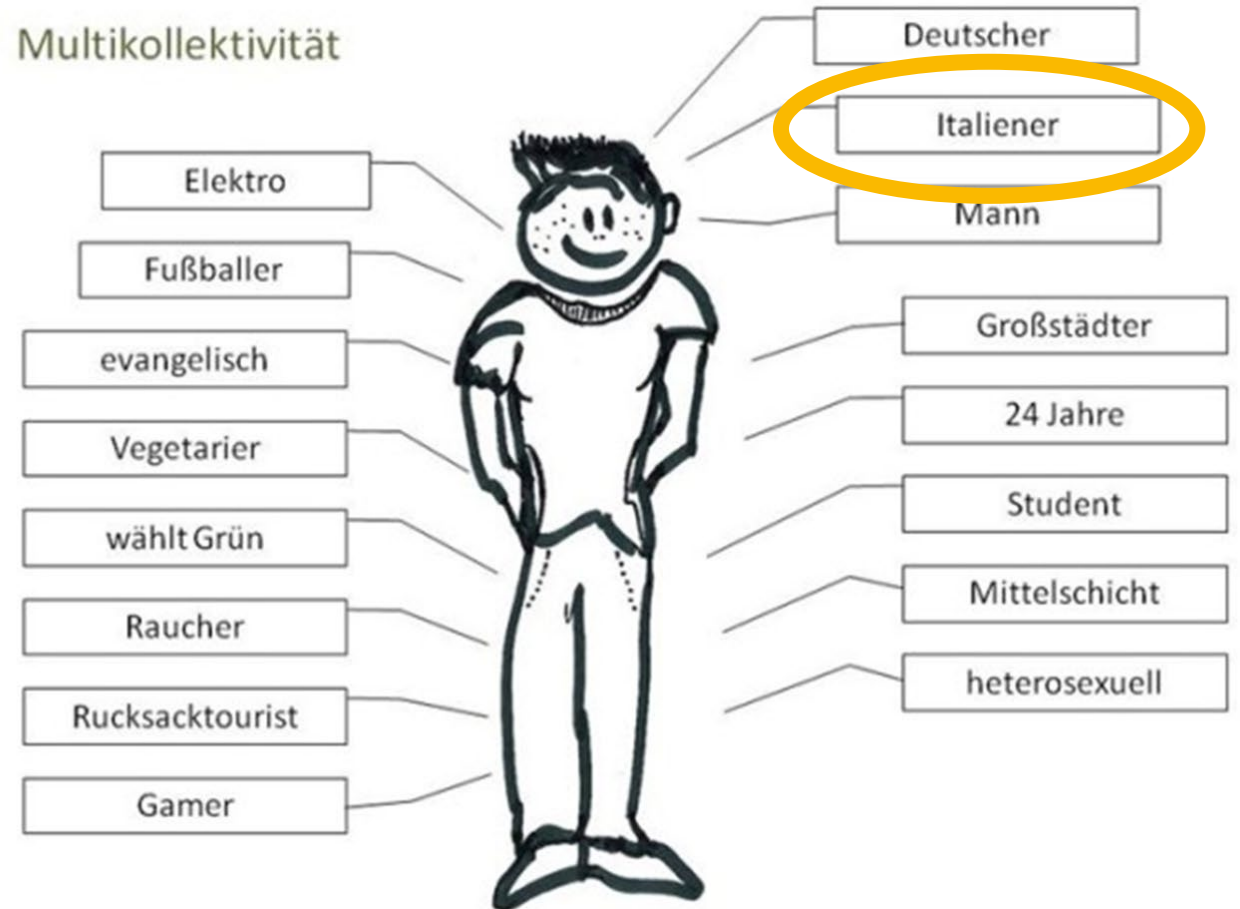 Multikollektivität
Elektro
Fußballer
evangelisch
Vegetarier
wählt Grün
Raucher
Rucksacktourist
Gamer
Deutscher
Italiener
Mann
Großstädter
24 Jahre
Student
Mittelschicht
heterosexuell